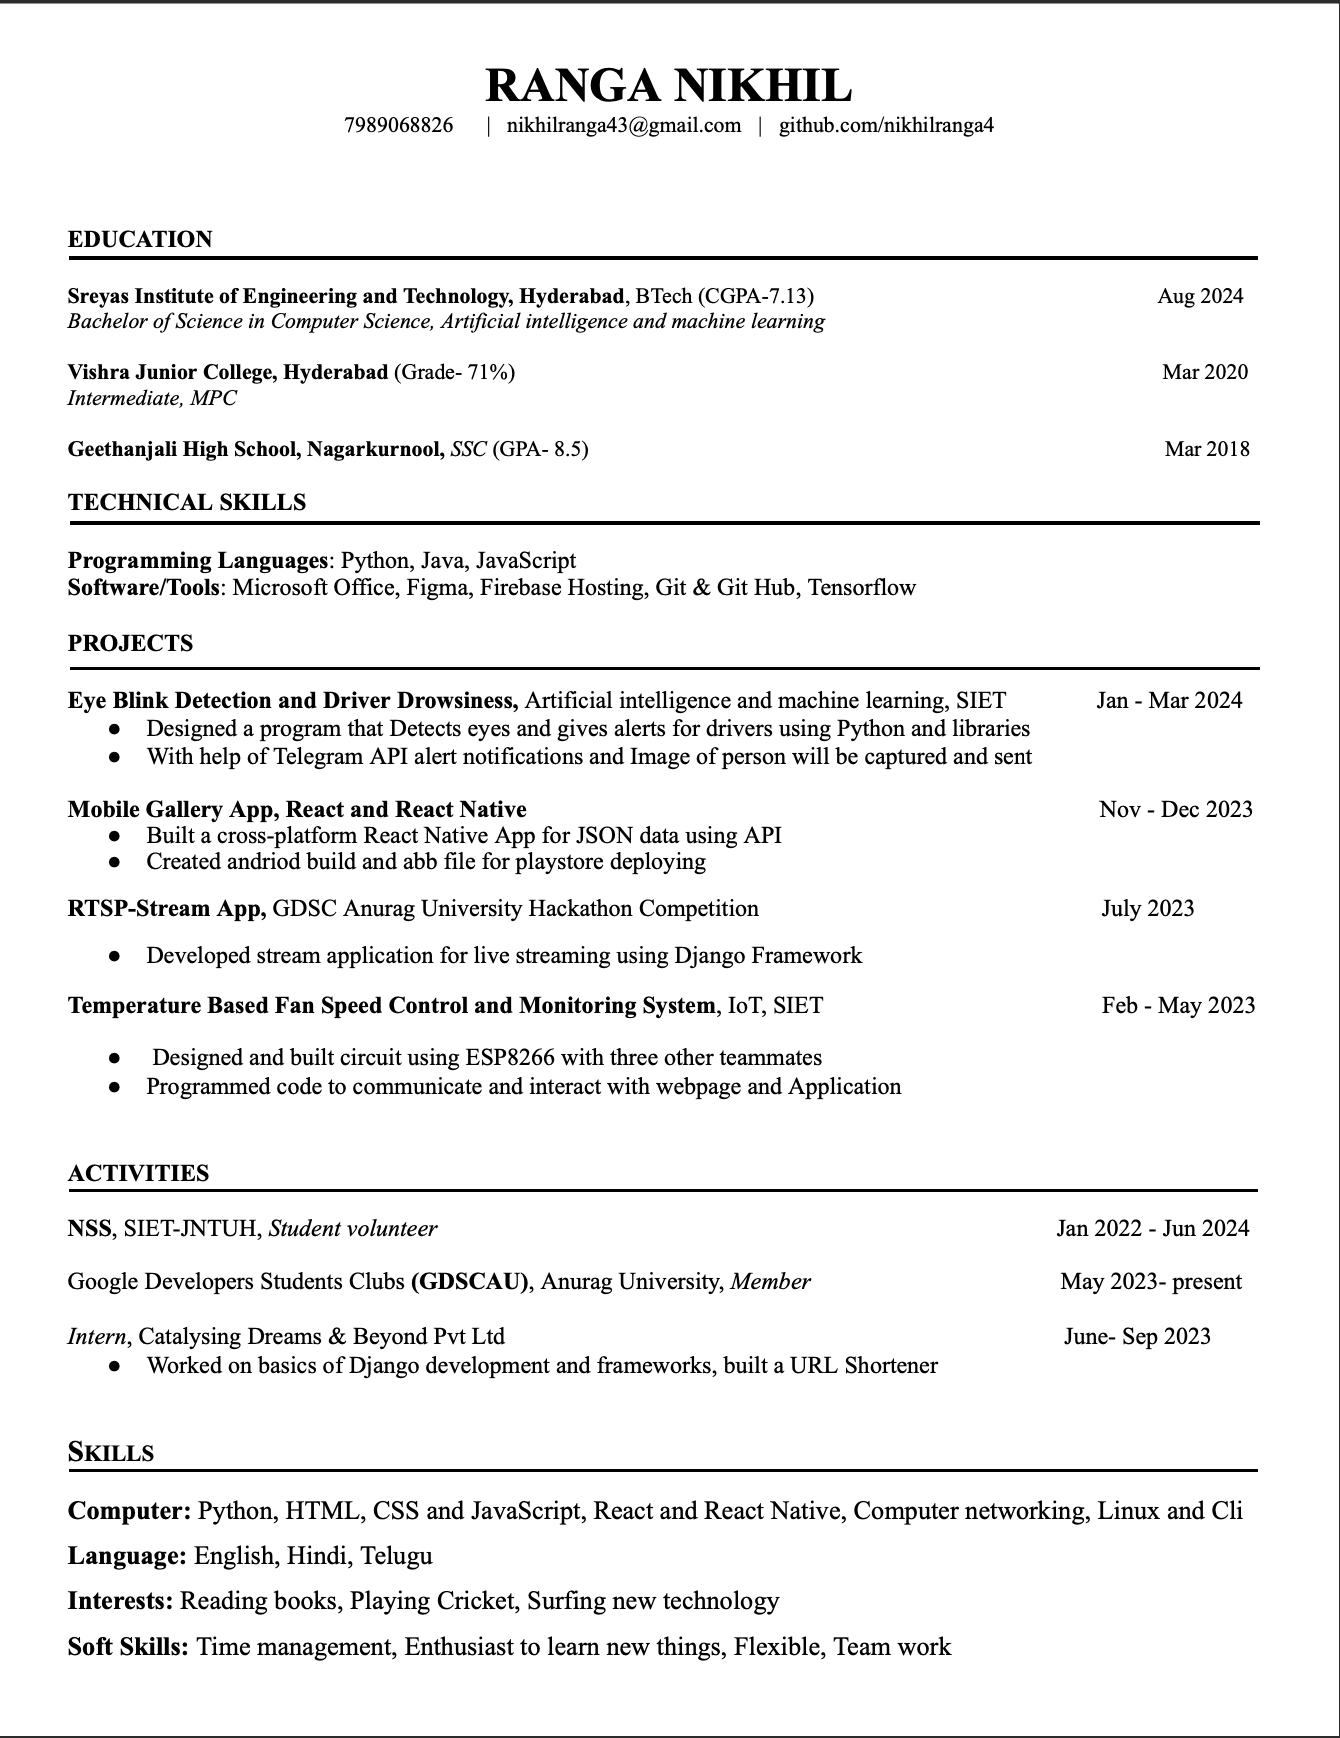 RANGA NIKHIL
7989068826 | nikhilranga43@gmail.com | github.com/nikhilranga4
EDUCATION
Sreyas Institute of Engineering and Technology, Hyderabad, BTech (CGPA-7.13) Aug 2024
Bachelor of Science in Computer Science, Artificial intelligence and machine learning
Vishra Junior College, Hyderabad (Grade- 71%) Mar 2020
Intermediate, MPC
Geethanjali High School, Nagarkurnool, SSC (GPA- 8.5) Mar 2018
TECHNICAL SKILLS
Programming Languages: Python, Java, JavaScript
Software/Tools: Microsoft Office, Figma, Firebase Hosting, Git & Git Hub, Tensorflow
PROJECTS
Eye Blink Detection and Driver Drowsiness, Artificial intelligence and machine learning, SIET Jan - Mar 2024
● Designed a program that Detects eyes and gives alerts for drivers using Python and libraries
● With help of Telegram API alert notifications and Image of person will be captured and sent
Mobile Gallery App, React and React Native Nov - Dec 2023
● Built a cross-platform React Native App for JSON data using API
● Created andriod build and abb file for playstore deploying
RTSP-Stream App, GDSC Anurag University Hackathon Competition July 2023
● Developed stream application for live streaming using Django Framework
Temperature Based Fan Speed Control and Monitoring System, IoT, SIET Feb - May 2023
● Designed and built circuit using ESP8266 with three other teammates
● Programmed code to communicate and interact with webpage and Application
ACTIVITIES
NSS, SIET-JNTUH, Student volunteer Jan 2022 - Jun 2024
Google Developers Students Clubs (GDSCAU), Anurag University, Member May 2023- present
Intern, Catalysing Dreams & Beyond Pvt Ltd June- Sep 2023
● Worked on basics of Django development and frameworks, built a URL Shortener
SKILLS
Computer: Python, HTML, CSS and JavaScript, React and React Native, Computer networking, Linux and Cli
Language: English, Hindi, Telugu
Interests: Reading books, Playing Cricket, Surfing new technology
Soft Skills: Time management, Enthusiast to learn new things, Flexible, Team work